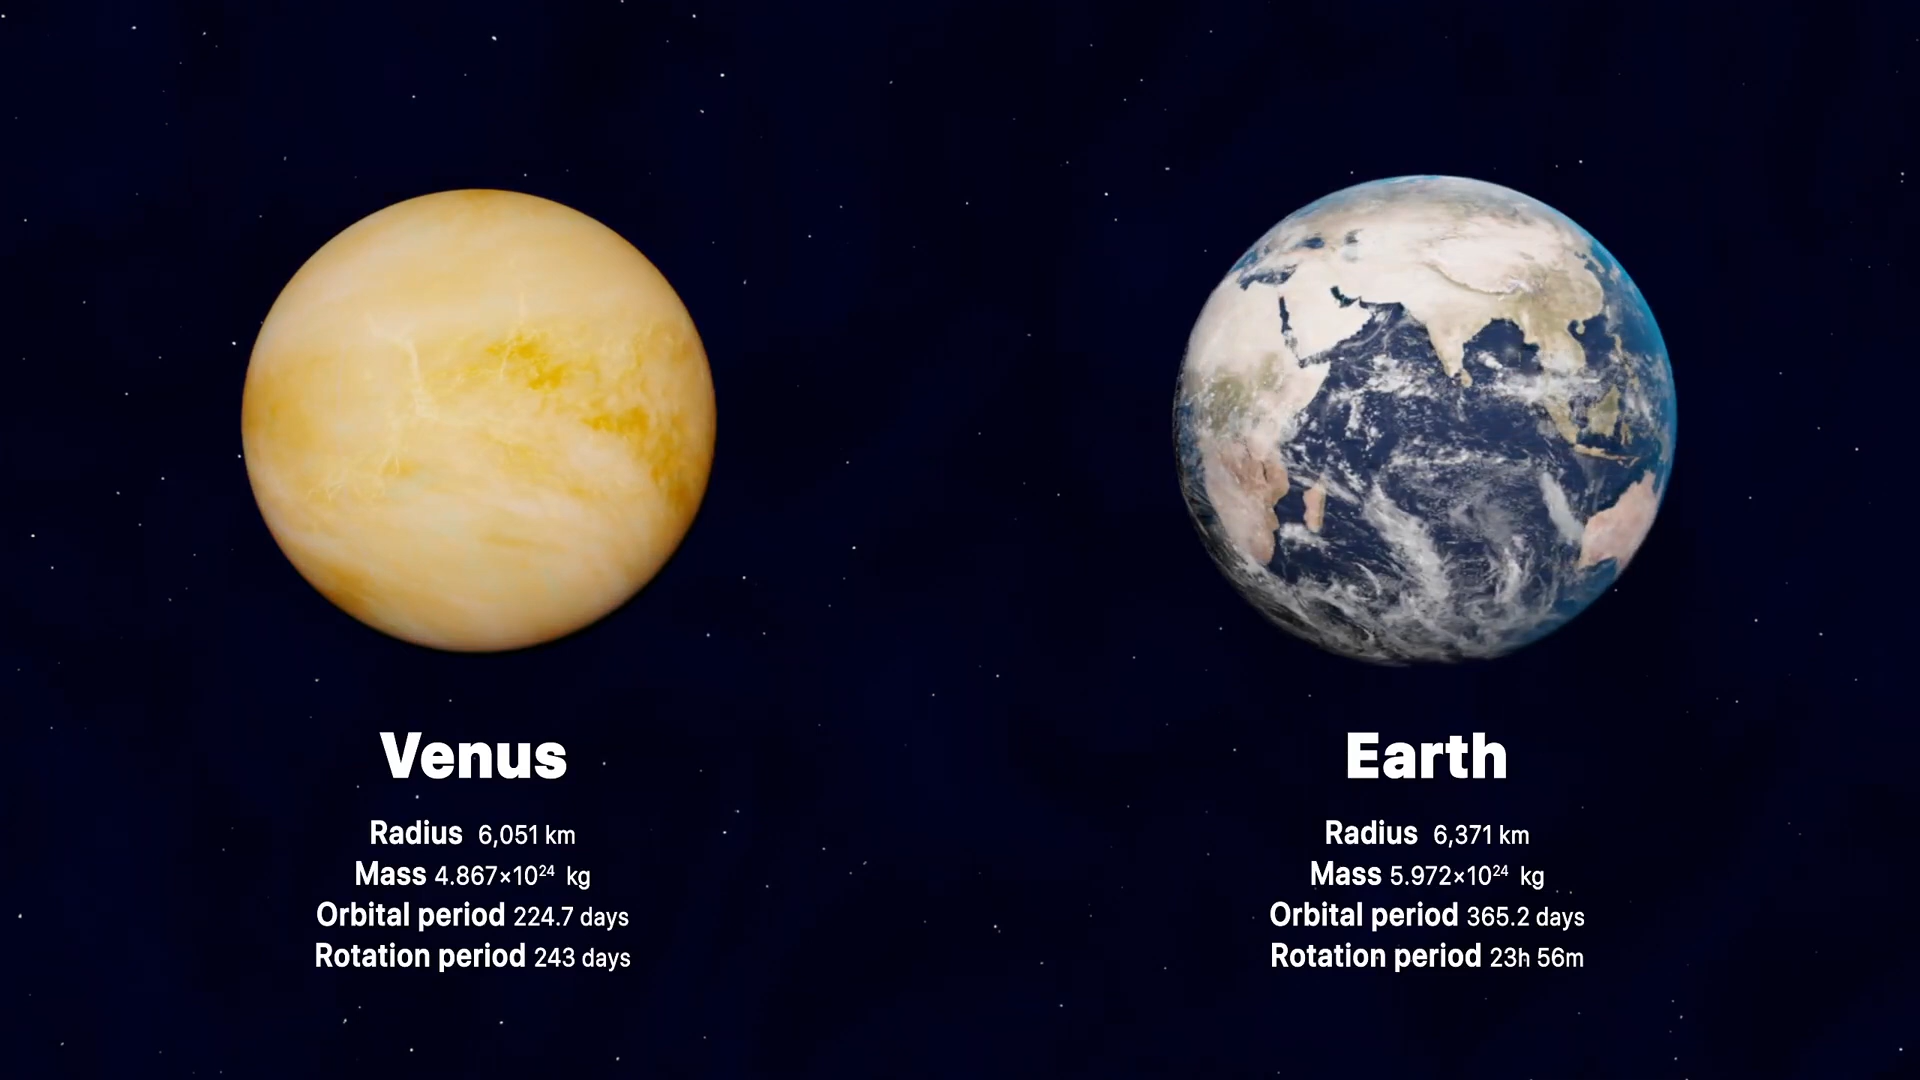 Venus
Radius 6,051 km
Mass 4.867×10²⁴ kg
Orbital period 224.7 days
Rotation period 243 days
Earth
Radius 6,371 km
Mass 5.972×10²⁴ kg
Orbital period 365.2 days
Rotation period 23h 56m